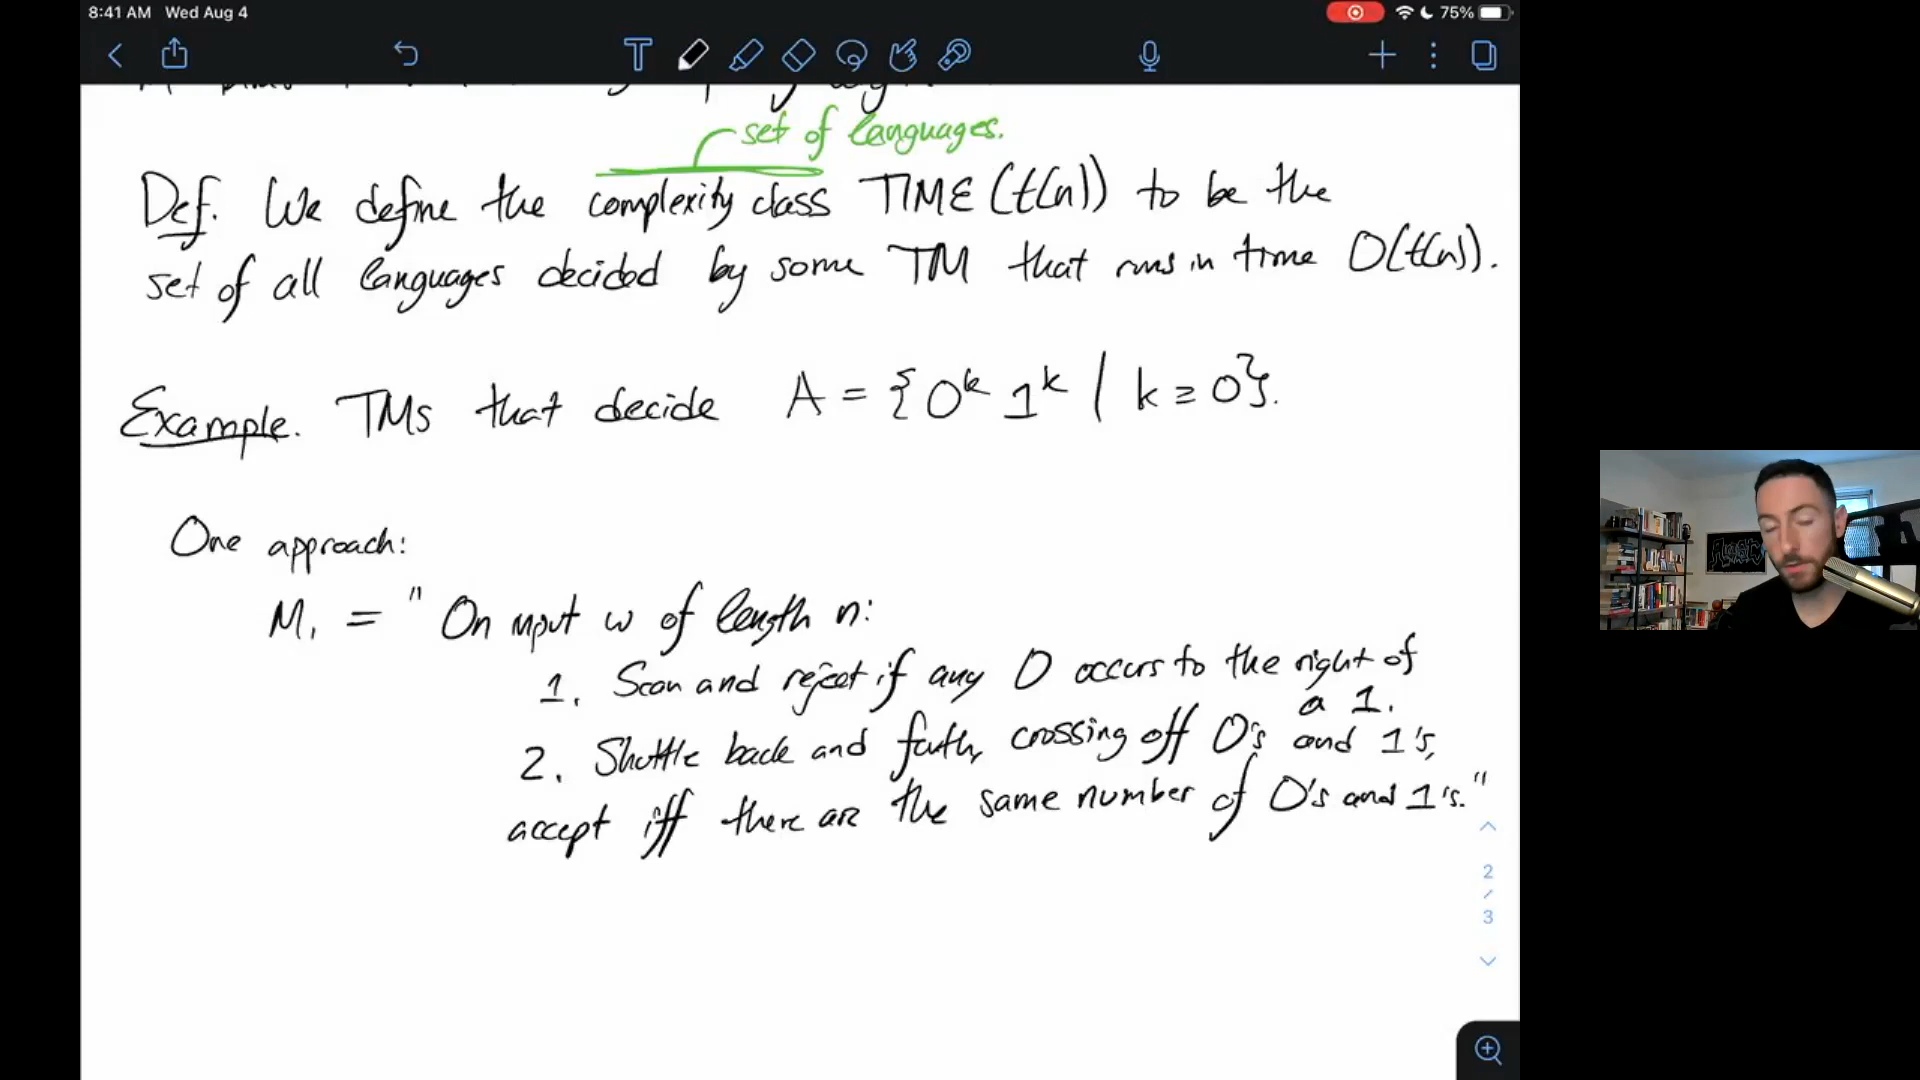 8:41 AM Wed Aug 4
75%
set of languages.
Def. We define the complexity class TIME(t(n)) to be the
set of all languages decided by some TM that runs in time O(t(n)).
Example. TMs that decide A = {0^k 1^k | k ≥ 0}.
One approach:
M₁ = "On input w of length n:
1. Scan and reject if any 0 occurs to the right of
a 1.
2. Shuttle back and forth, crossing off 0's and 1's,
accept iff there are the same number of 0's and 1's."
2
/
3